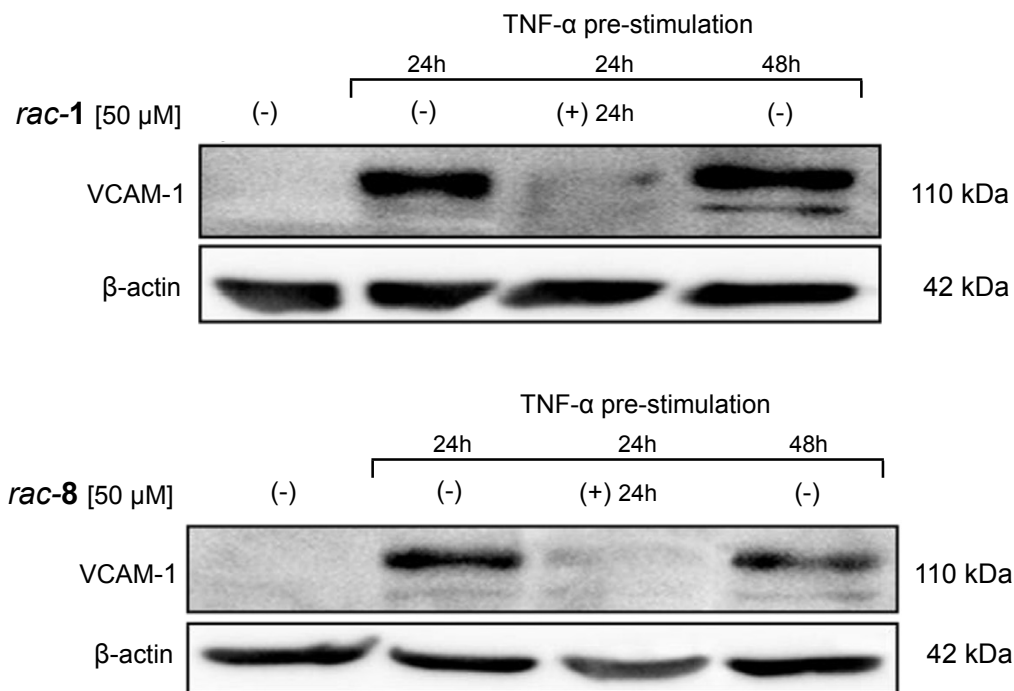 TNF-α pre-stimulation
24h 24h 48h
rac-1 [50 µM] (-) (-) (+) 24h (-)
VCAM-1 110 kDa
β-actin 42 kDa
TNF-α pre-stimulation
24h 24h 48h
rac-8 [50 µM] (-) (-) (+) 24h (-)
VCAM-1 110 kDa
β-actin 42 kDa